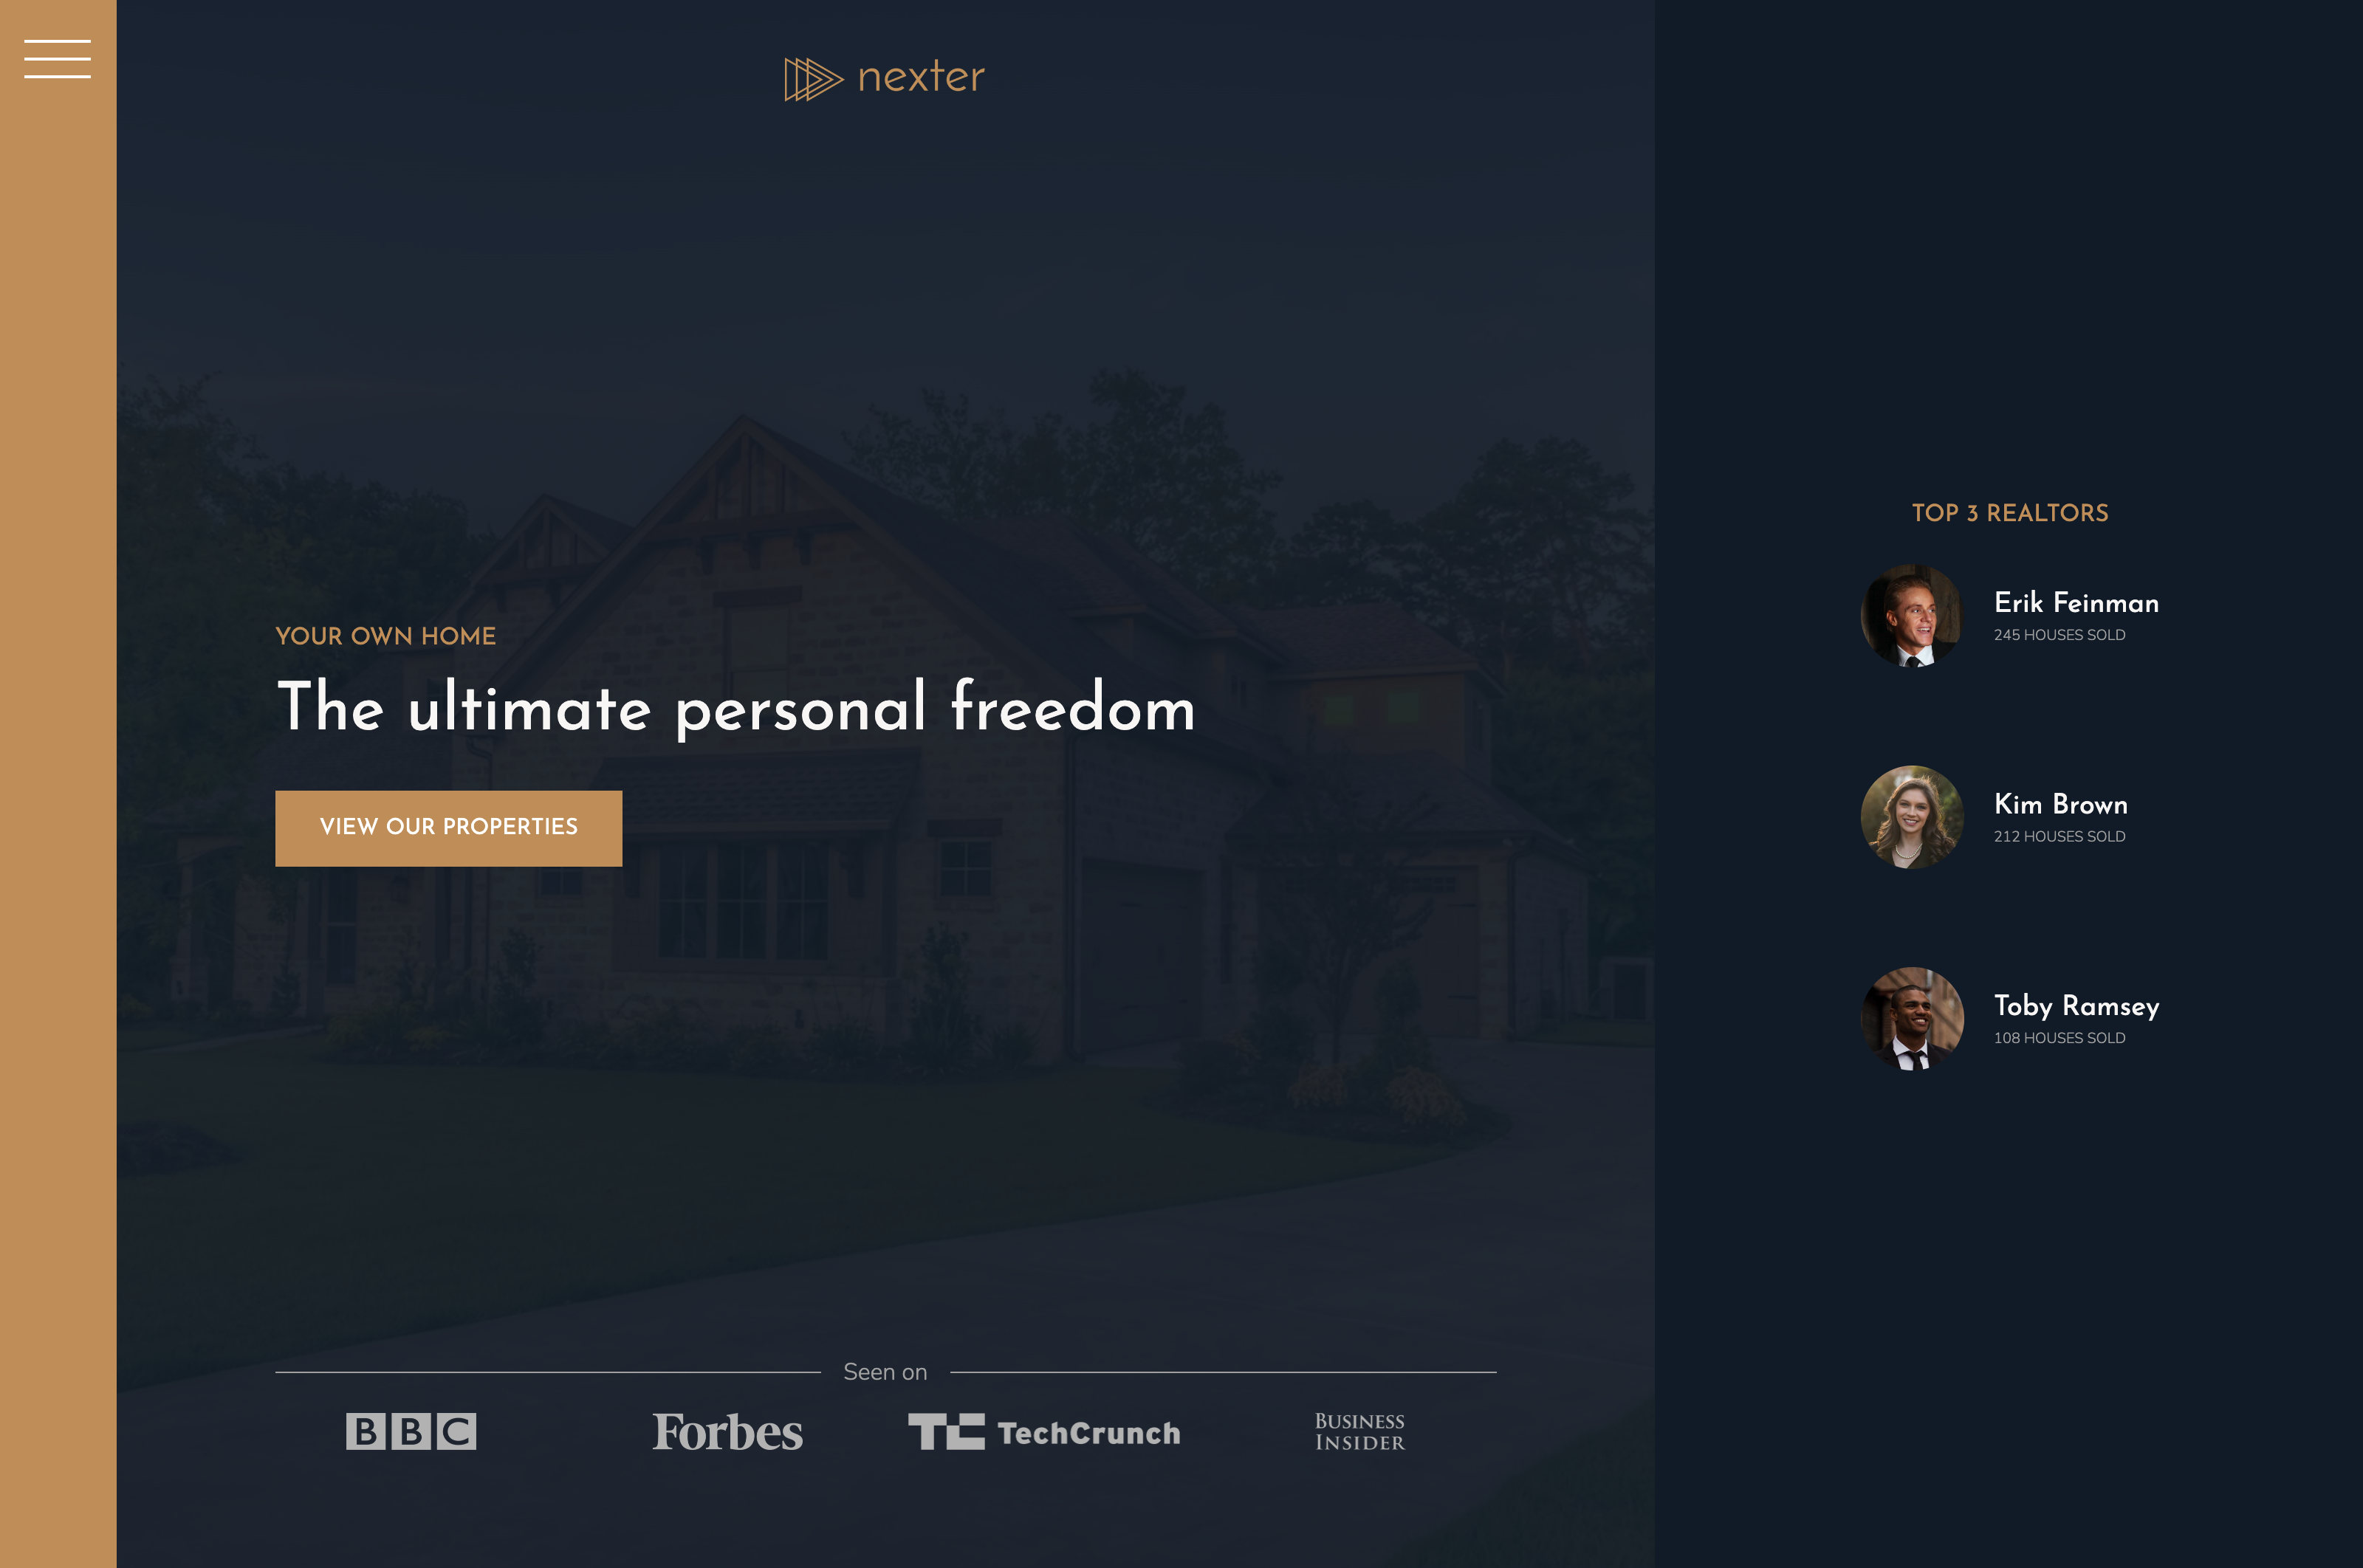 nexter
YOUR OWN HOME
The ultimate personal freedom
VIEW OUR PROPERTIES
Seen on
BBC
Forbes
TC TechCrunch
BUSINESS
INSIDER
TOP 3 REALTORS
Erik Feinman
245 HOUSES SOLD
Kim Brown
212 HOUSES SOLD
Toby Ramsey
108 HOUSES SOLD